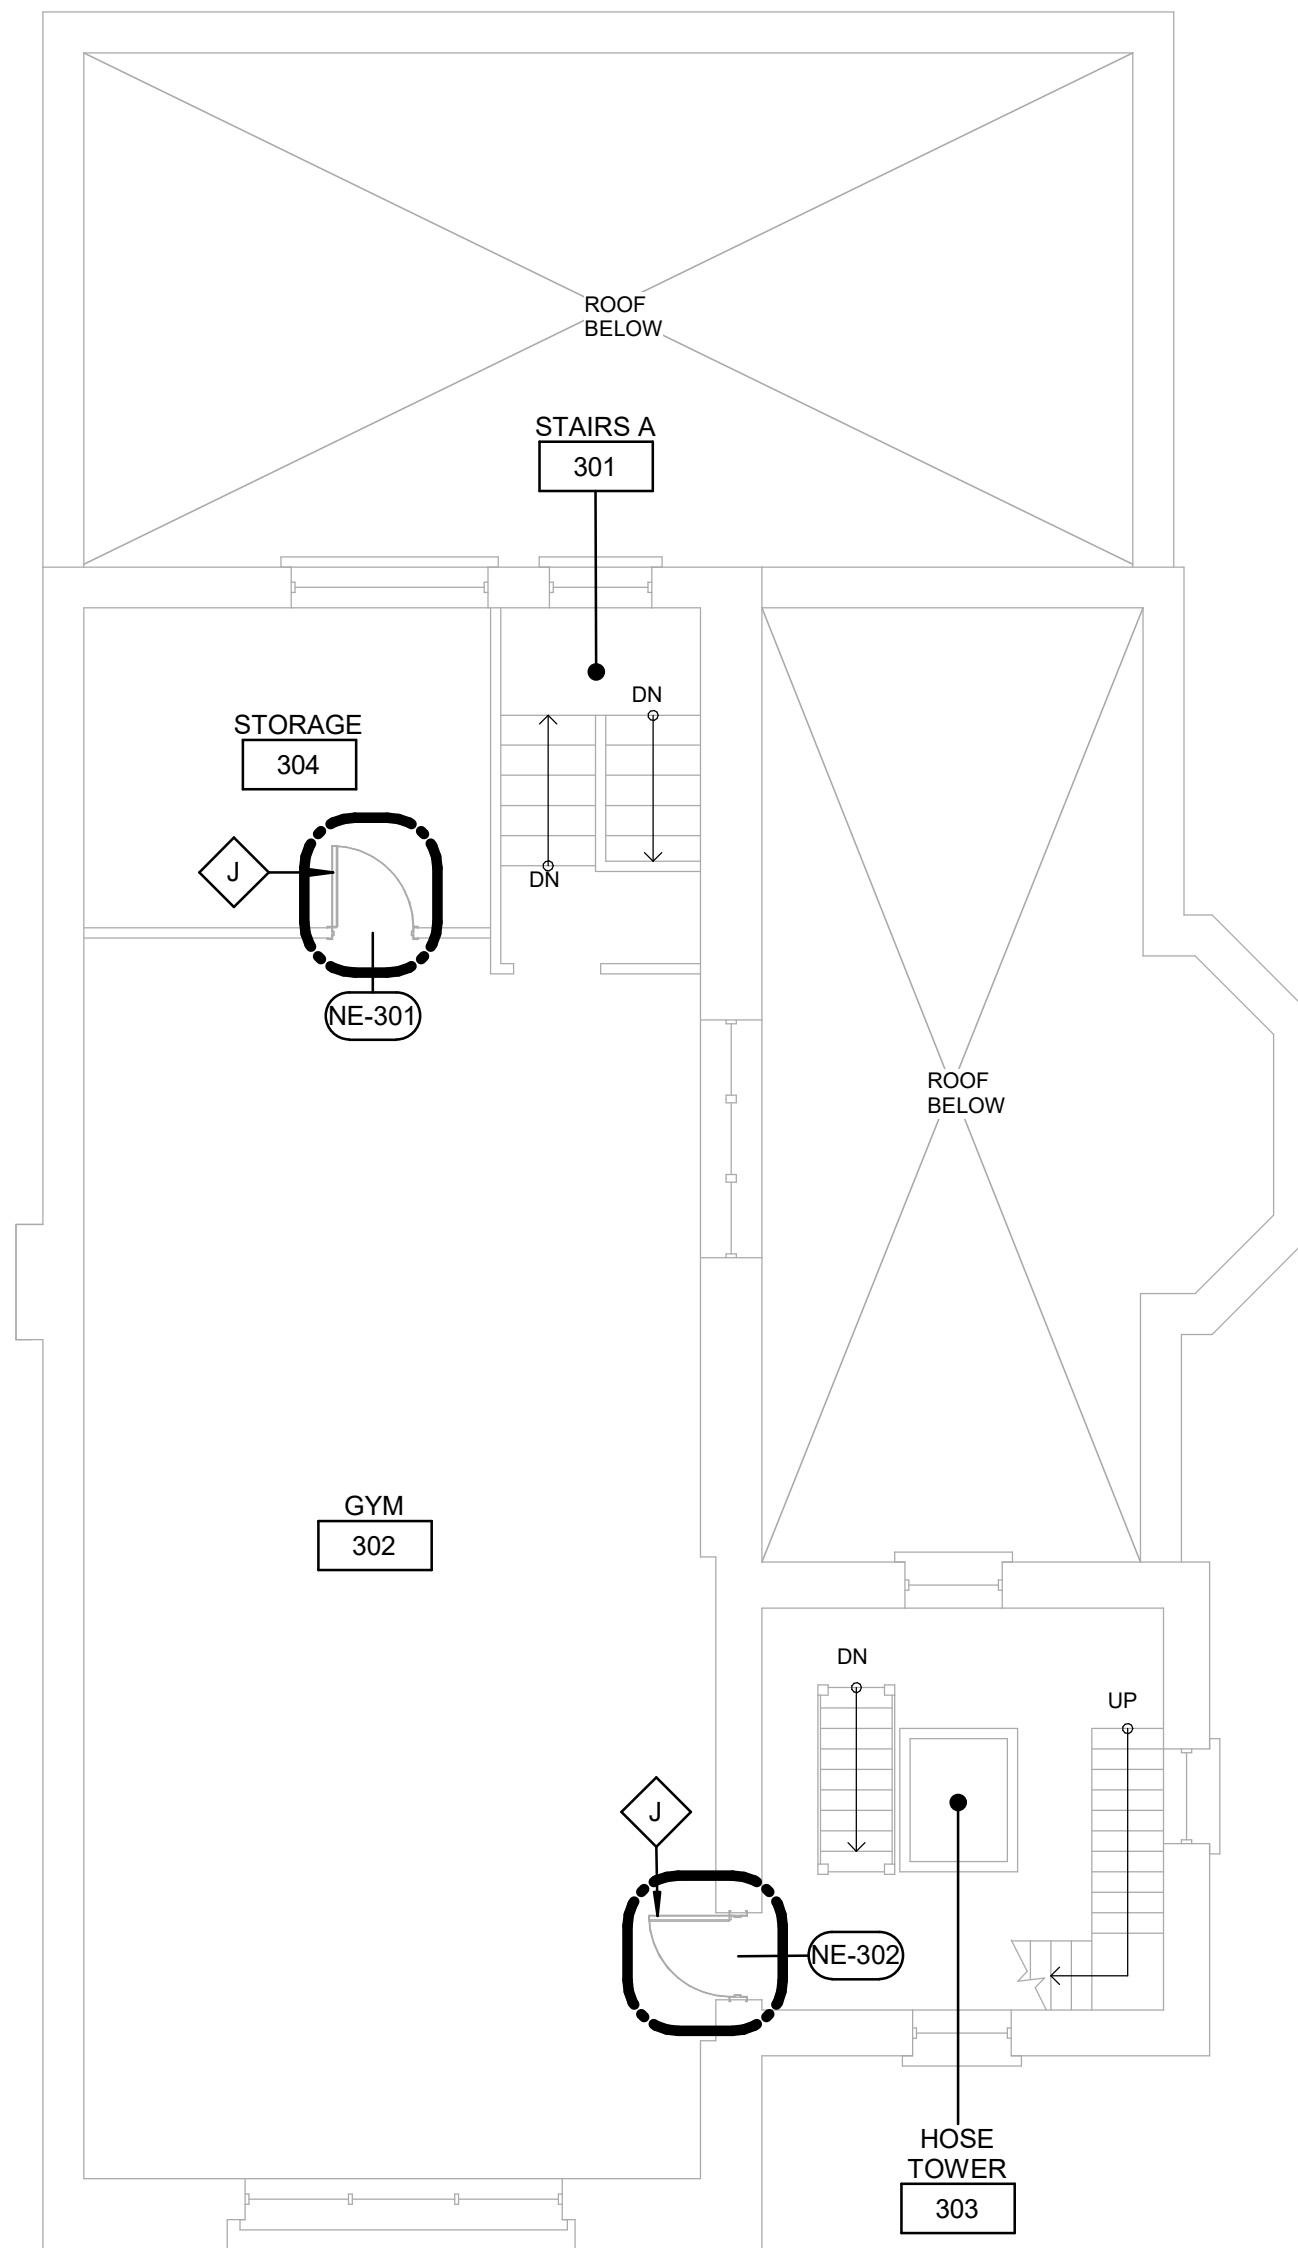 ROOF
BELOW
STAIRS A
301
DN
STORAGE
304
J
DN
NE-301
ROOF
BELOW
GYM
302
DN
UP
J
NE-302
HOSE
TOWER
303